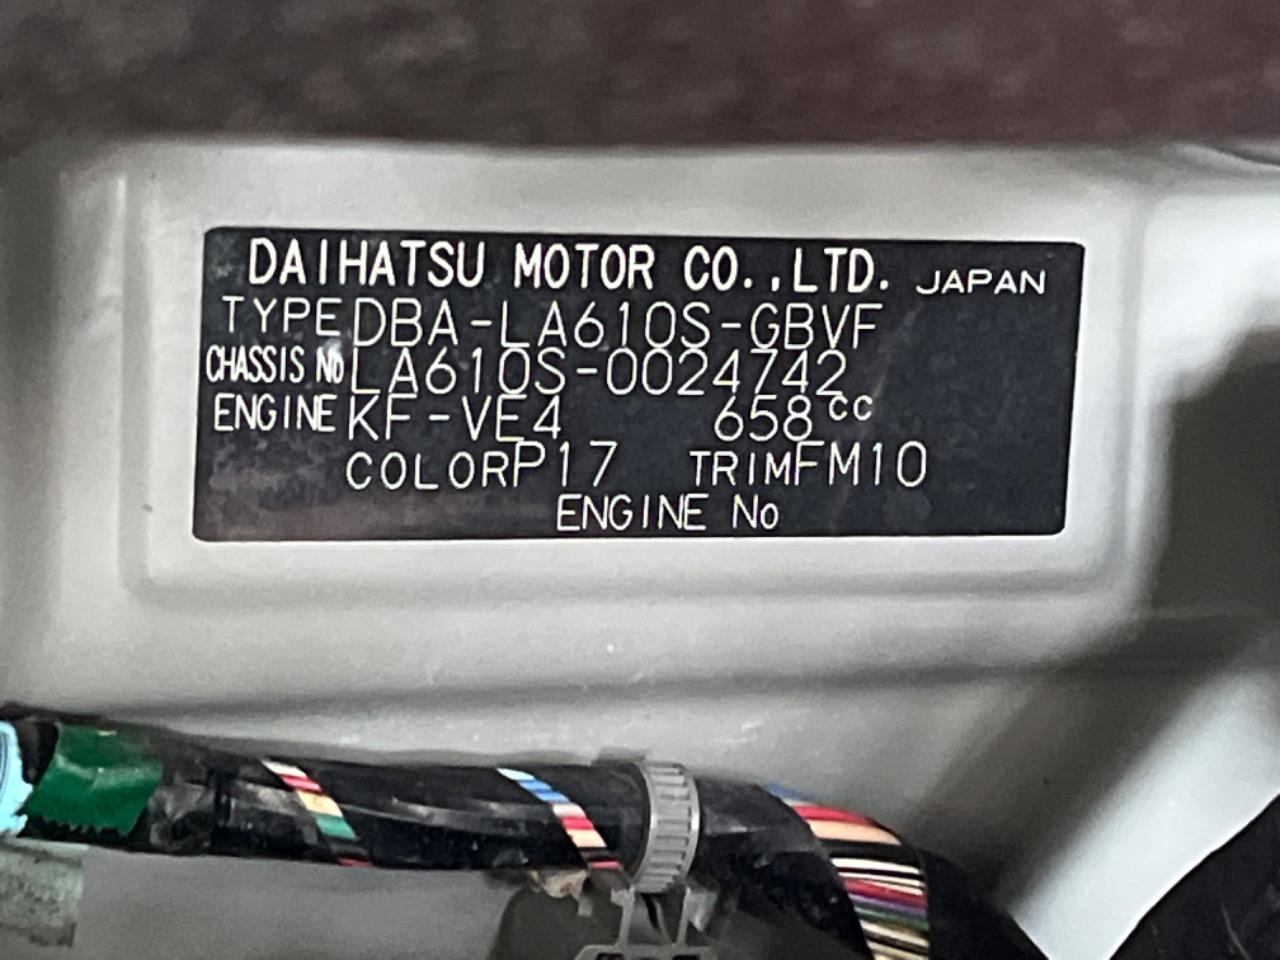 DAIHATSU MOTOR CO.,LTD. JAPAN
TYPE DBA-LA610S-GBVF
CHASSIS No LA610S-0024742
ENGINE KF-VE4 658cc
COLOR P17 TRIM FM10
ENGINE No